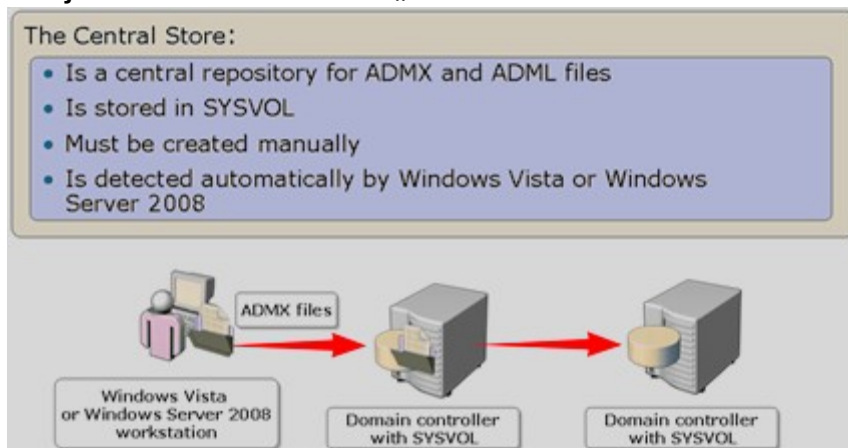 The Central Store:
• Is a central repository for ADMX and ADML files
• Is stored in SYSVOL
• Must be created manually
• Is detected automatically by Windows Vista or Windows
Server 2008
ADMX files
Windows Vista
or Windows Server 2008
workstation
Domain controller
with SYSVOL
Domain controller
with SYSVOL